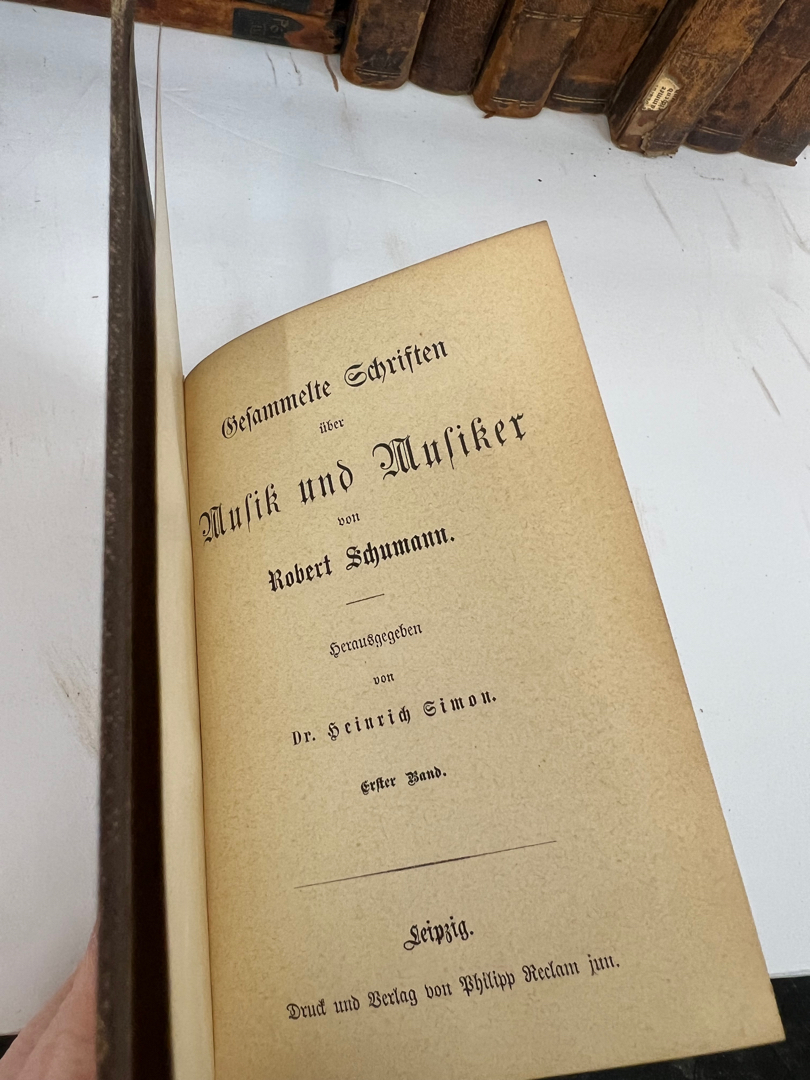 Gesammelte Schriften
über
Musik und Musiker
von
Robert Schumann.
Herausgegeben
von
Dr. Heinrich Simon.
Erster Band.
Leipzig.
Druck und Verlag von Philipp Reclam jun.